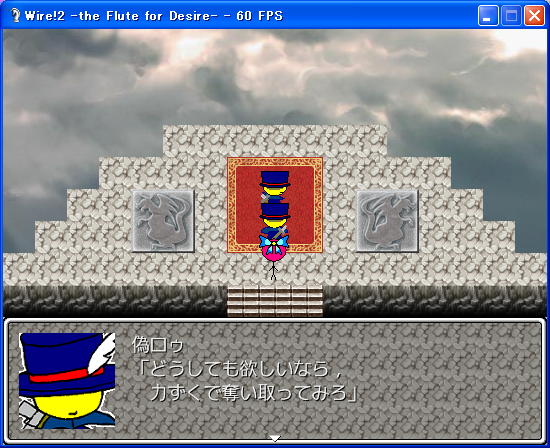 Wire!2 -the Flute for Desire- - 60 FPS
偽ロゥ
「どうしても欲しいなら，
力ずくで奪い取ってみろ」